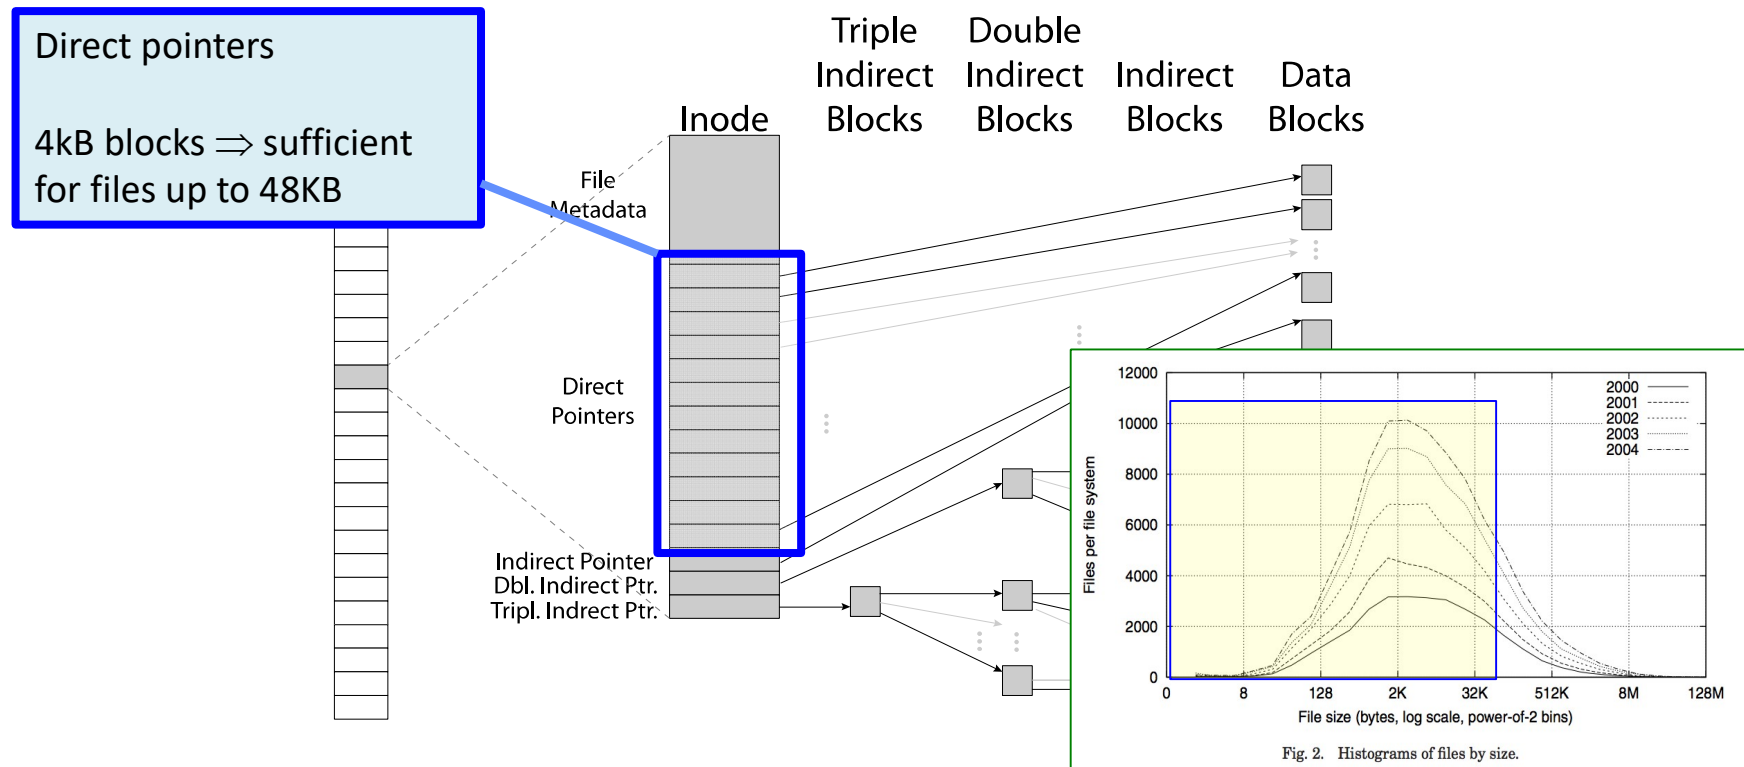 Direct pointers
4kB blocks ⇒ sufficient
for files up to 48KB
Triple
Indirect
Blocks
Double
Indirect
Blocks
Indirect
Blocks
Data
Blocks
Inode
File
Metadata
Direct
Pointers
Indirect Pointer
Dbl. Indirect Ptr.
Tripl. Indirect Ptr.
12000
10000
8000
6000
4000
2000
0
Files per file system
2000
2001
2002
2003
2004
0 8 128 2K 32K 512K 8M 128M
File size (bytes, log scale, power-of-2 bins)
Fig. 2. Histograms of files by size.